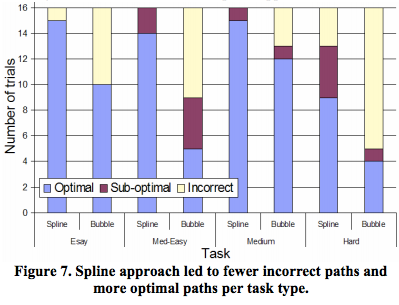 16
14
12
10
8
6
4
2
0
Number of trials
Optimal Sub-optimal Incorrect
Spline Bubble Spline Bubble Spline Bubble Spline Bubble
Esay Med-Easy Medium Hard
Task
Figure 7. Spline approach led to fewer incorrect paths and
more optimal paths per task type.